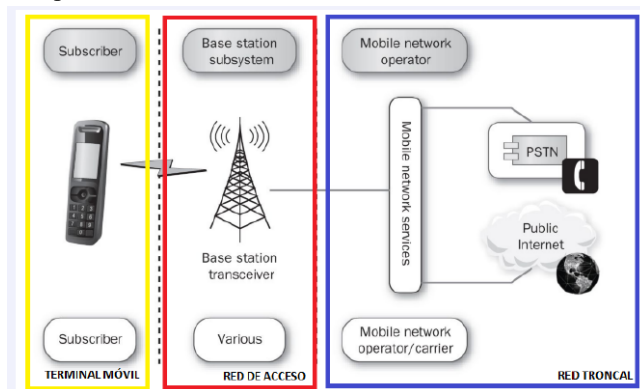 Subscriber
Base station
subsystem
Mobile network
operator
Mobile network services
PSTN
Public
Internet
Base station
transceiver
Subscriber
Various
Mobile network
operator/carrier
TERMINAL MÓVIL
RED DE ACCESO
RED TRONCAL